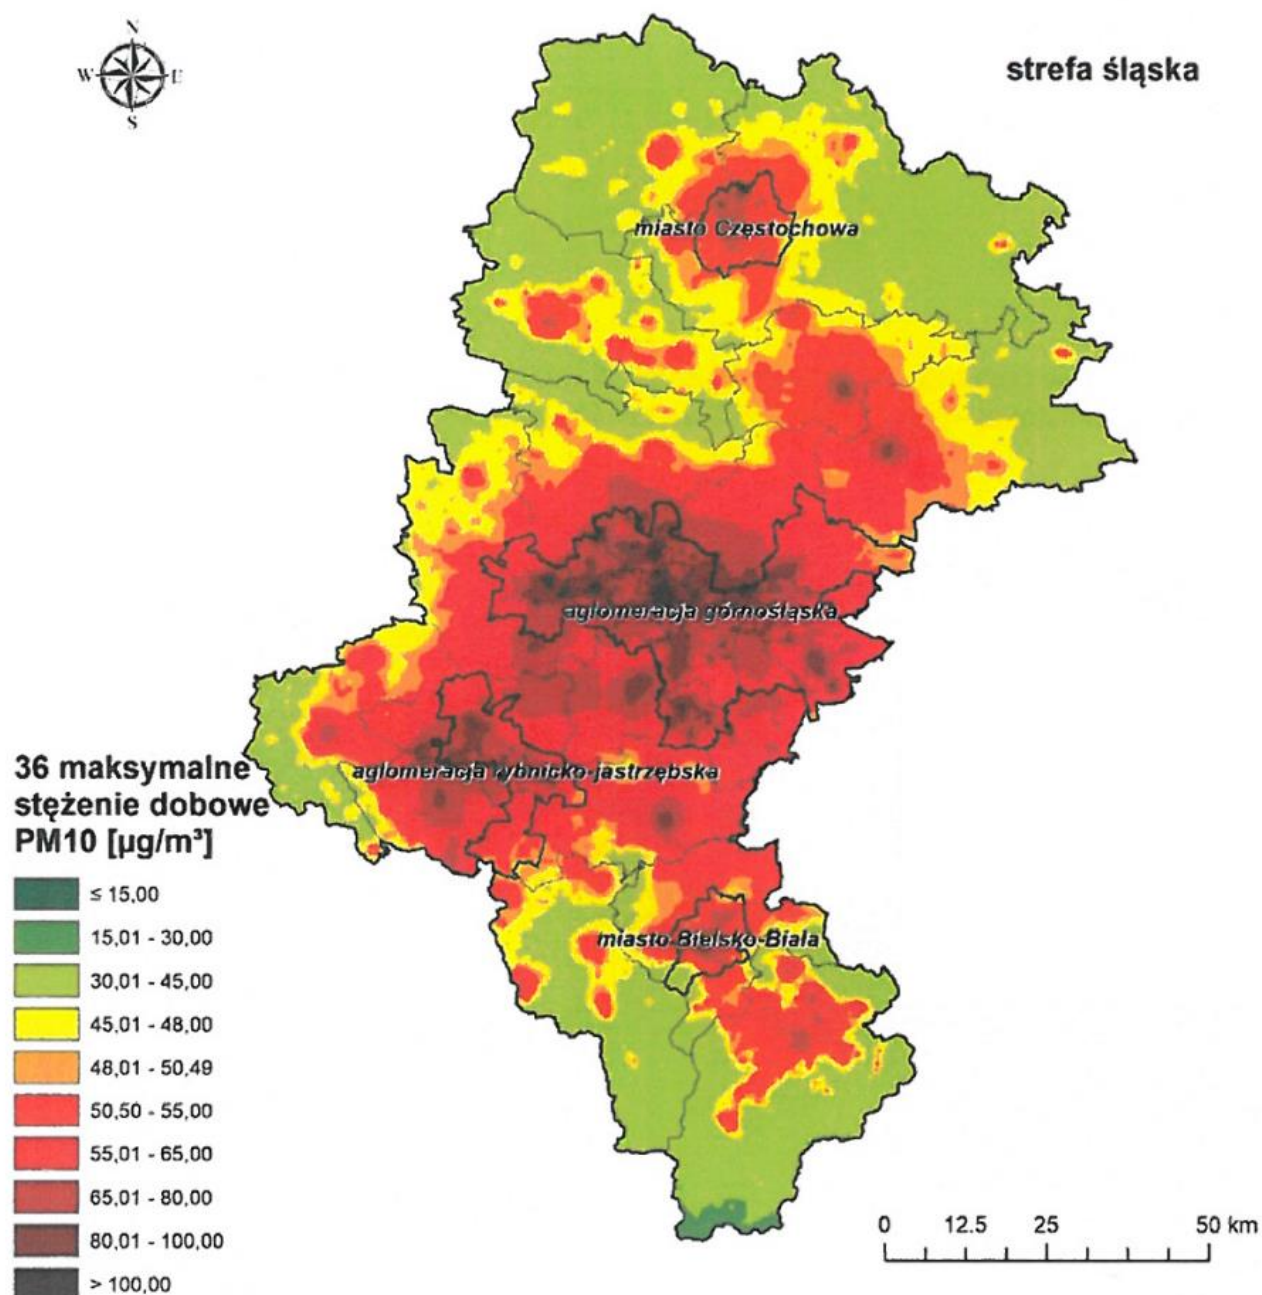 N
W E
S
strefa śląska
miasto Częstochowa
aglomeracja górnośląska
aglomeracja rybnicko-jastrzębska
miasto Bielsko-Biala
36 maksymalne
stężenie dobowe
PM10 [µg/m³]
≤ 15,00
15,01 - 30,00
30,01 - 45,00
45,01 - 48,00
48,01 - 50,49
50,50 - 55,00
55,01 - 65,00
65,01 - 80,00
80,01 - 100,00
> 100,00
0 12.5 25 50 km